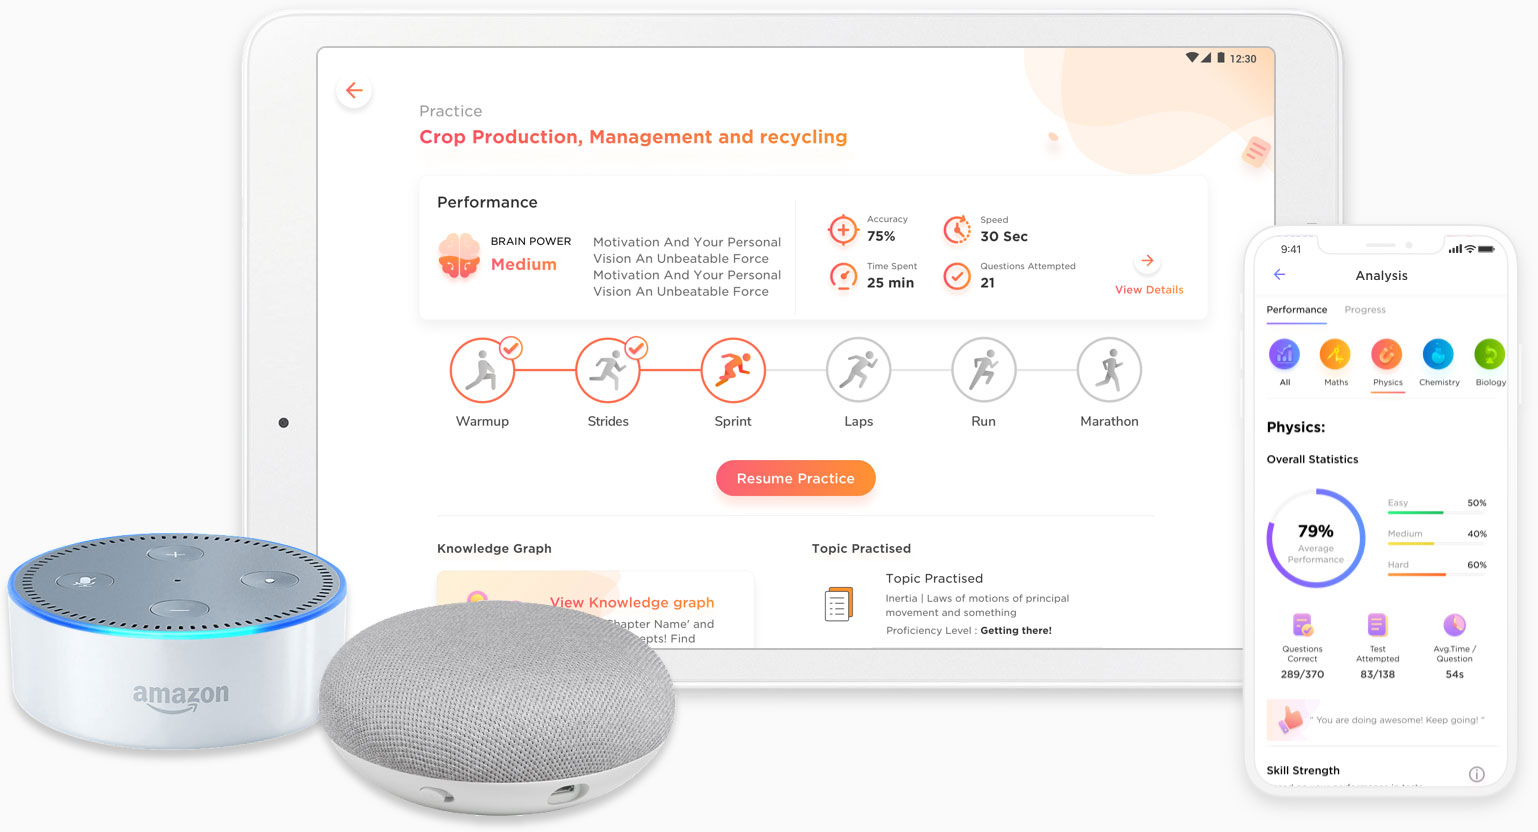 12:30
Practice
Crop Production, Management and recycling
Performance
BRAIN POWER
Medium
Motivation And Your Personal
Vision An Unbeatable Force
Motivation And Your Personal
Vision An Unbeatable Force
Accuracy
75%
Speed
30 Sec
Time Spent
25 min
Questions Attempted
21
View Details
Warmup
Strides
Sprint
Laps
Run
Marathon
Resume Practice
Knowledge Graph
View Knowledge graph
Chapter Name' and
Find
Topic Practised
Topic Practised
Inertia | Laws of motions of principal
movement and something
Proficiency Level : Getting there!
amazon
9:41
Analysis
Performance Progress
All Maths Physics Chemistry Biology
Physics:
Overall Statistics
79%
Average
Performance
Easy 50%
Medium 40%
Hard 60%
Questions
Correct
289/370
Test
Attempted
83/138
Avg.Time /
Question
54s
" You are doing awesome! Keep going! "
Skill Strength